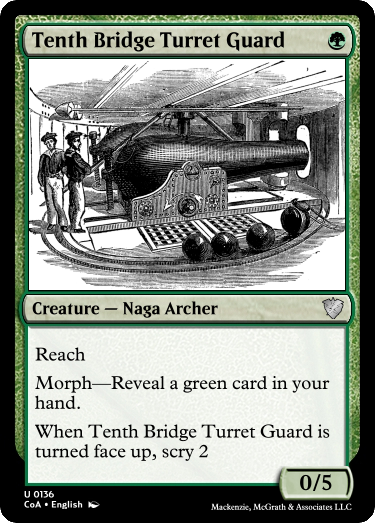 Tenth Bridge Turret Guard
Creature — Naga Archer
Reach
Morph—Reveal a green card in your
hand.
When Tenth Bridge Turret Guard is
turned face up, scry 2
0/5
U 0136
CoA • English
Mackenzie, McGrath & Associates LLC